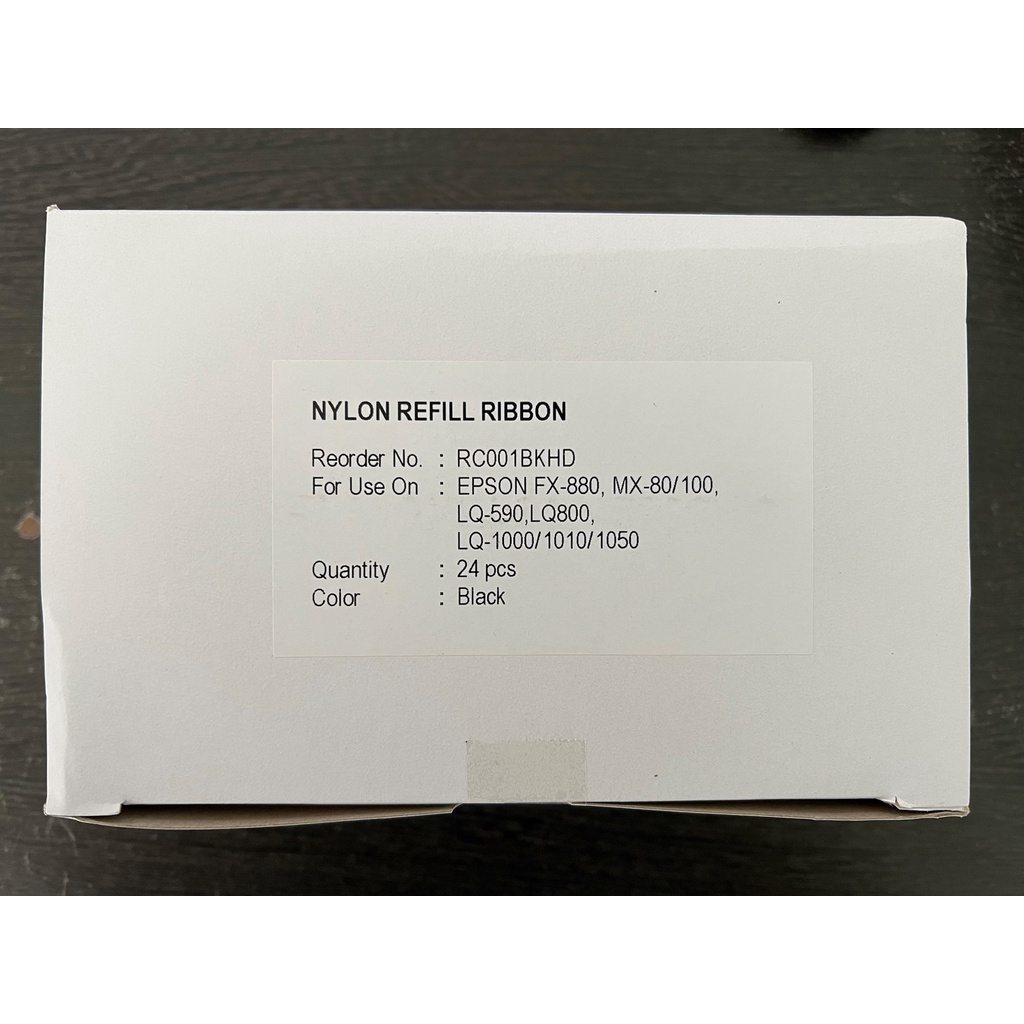 NYLON REFILL RIBBON
Reorder No. : RC001BKHD
For Use On : EPSON FX-880, MX-80/100,
LQ-590,LQ800,
LQ-1000/1010/1050
Quantity : 24 pcs
Color : Black